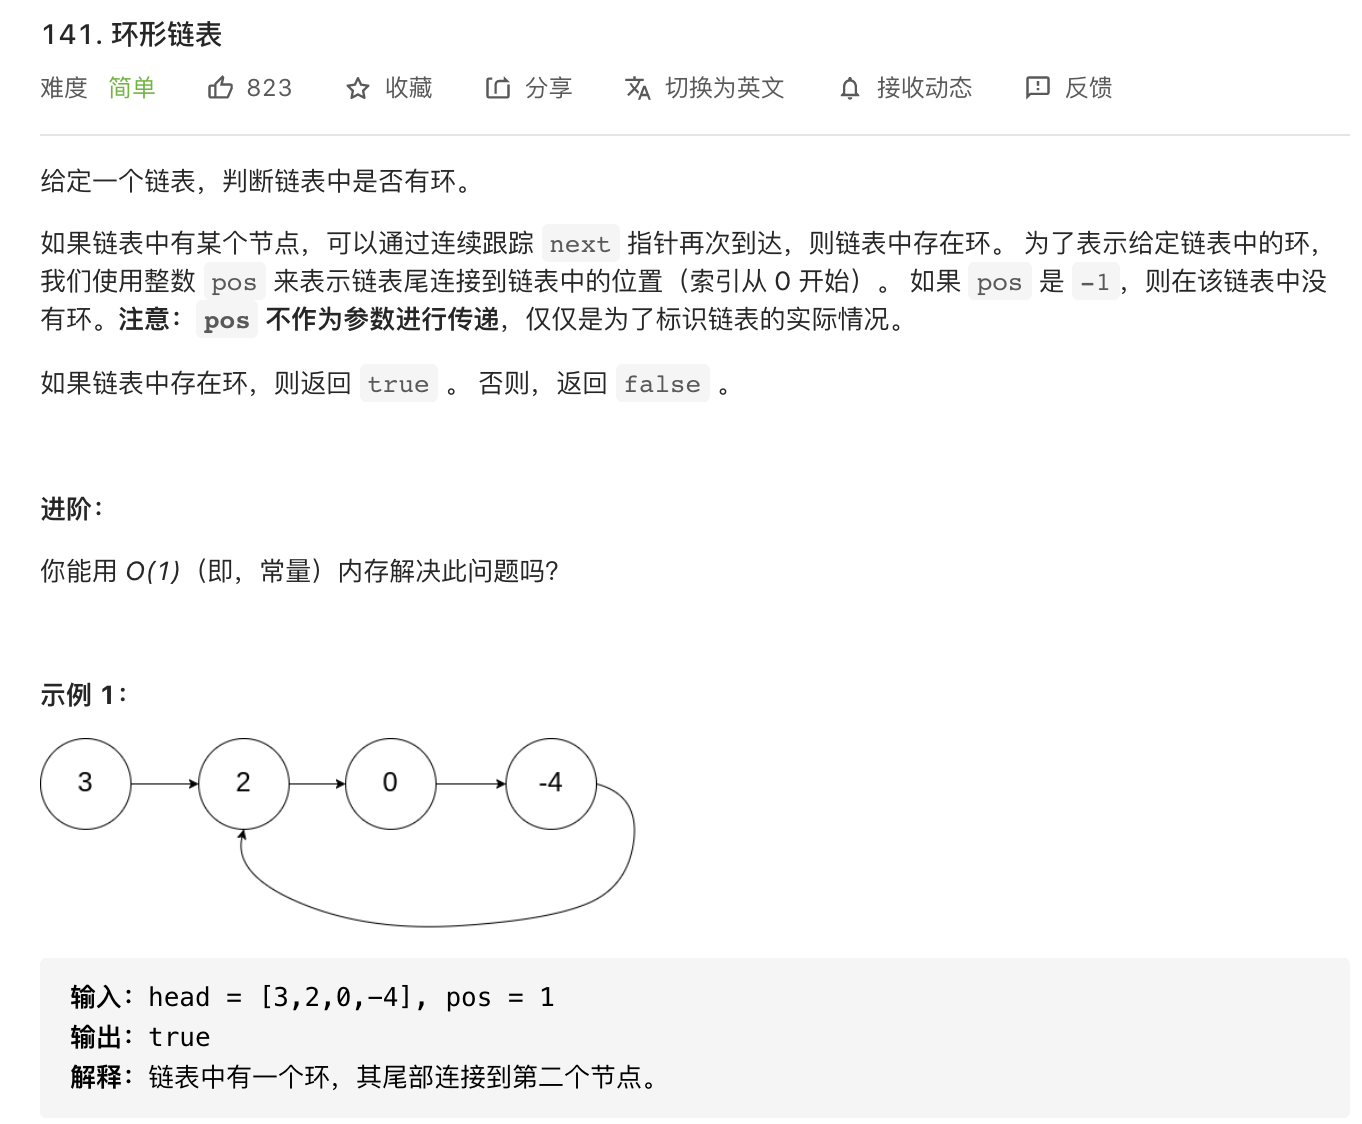 141. 环形链表
难度 简单 823 收藏 分享 切换为英文 接收动态 反馈
给定一个链表，判断链表中是否有环。
如果链表中有某个节点，可以通过连续跟踪 next 指针再次到达，则链表中存在环。 为了表示给定链表中的环，
我们使用整数 pos 来表示链表尾连接到链表中的位置（索引从 0 开始）。 如果 pos 是 -1，则在该链表中没
有环。注意：pos 不作为参数进行传递，仅仅是为了标识链表的实际情况。
如果链表中存在环，则返回 true 。 否则，返回 false 。
进阶：
你能用 O(1)（即，常量）内存解决此问题吗？
示例 1：
3 2 0 -4
输入：head = [3,2,0,-4], pos = 1
输出：true
解释：链表中有一个环，其尾部连接到第二个节点。